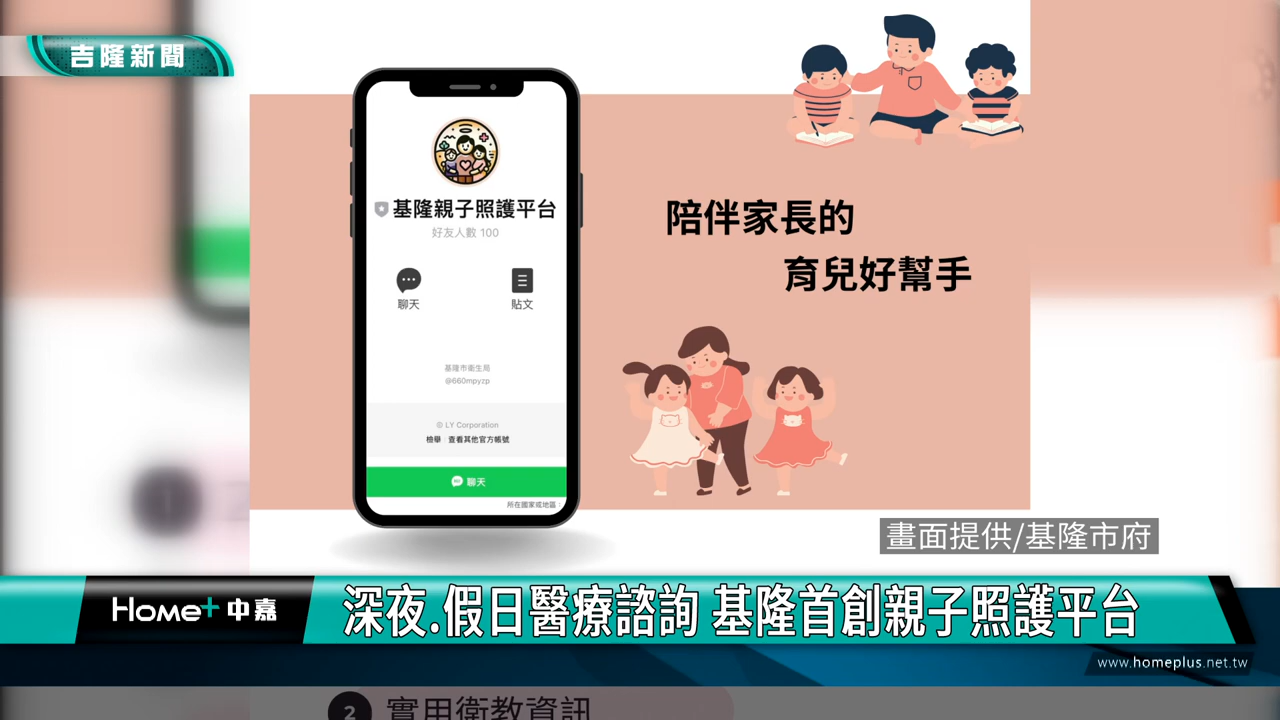 吉隆新聞
基隆親子照護平台
好友人數 100
聊天
貼文
基隆市衛生局
@660mpyzp
© LY Corporation
檢舉 查看其他官方帳號
聊天
所在國家或地區：
陪伴家長的
育兒好幫手
畫面提供/基隆市府
Home+中嘉
深夜.假日醫療諮詢 基隆首創親子照護平台
www.homeplus.net.tw
2 實用衛教資訊